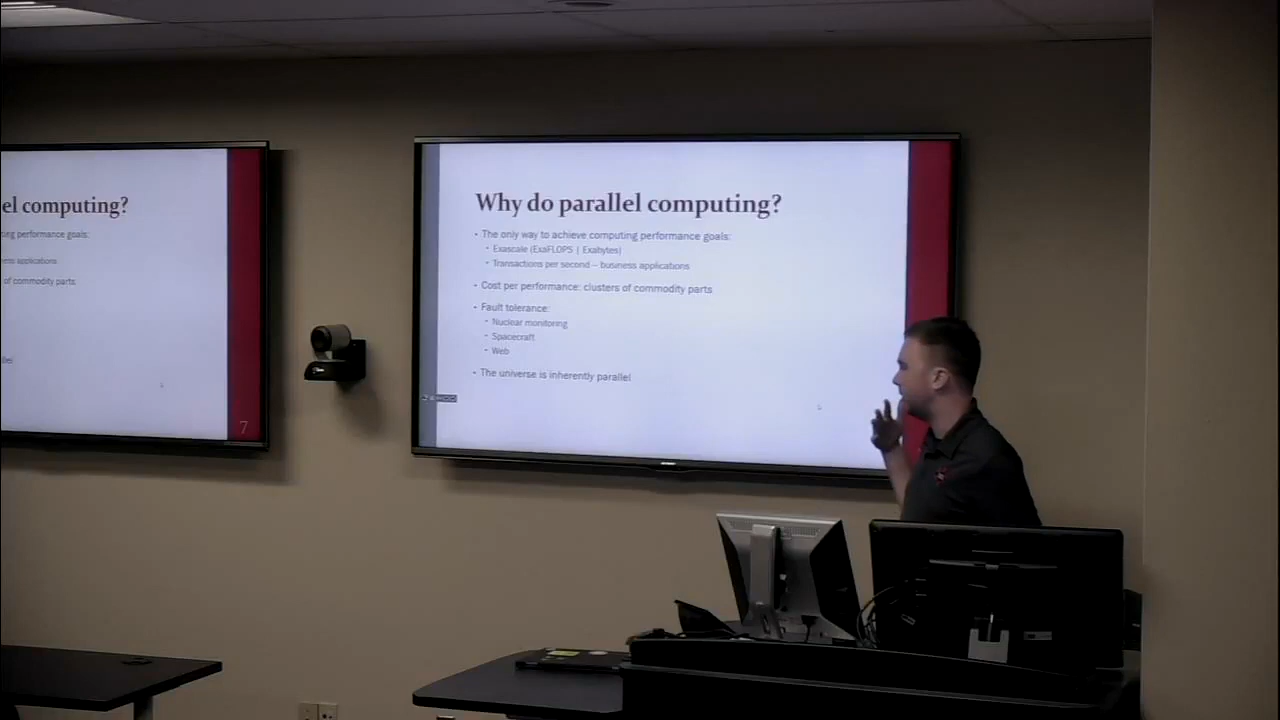 el computing?
ing performance goals:
ness applications
of commodity parts
llel
7
Why do parallel computing?
• The only way to achieve computing performance goals:
• Exascale (ExaFLOPS | Exabytes)
• Transactions per second – business applications
• Cost per performance: clusters of commodity parts
• Fault tolerance:
• Nuclear monitoring
• Spacecraft
• Web
• The universe is inherently parallel